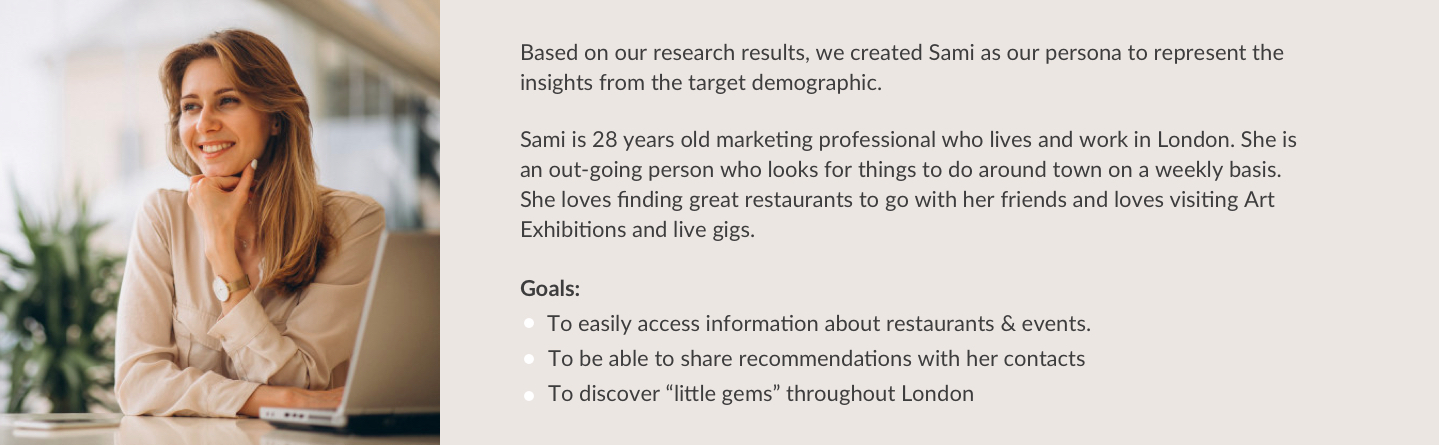 Based on our research results, we created Sami as our persona to represent the
insights from the target demographic.
Sami is 28 years old marketing professional who lives and work in London. She is
an out-going person who looks for things to do around town on a weekly basis.
She loves finding great restaurants to go with her friends and loves visiting Art
Exhibitions and live gigs.
Goals:
To easily access information about restaurants & events.
To be able to share recommendations with her contacts
To discover “little gems” throughout London